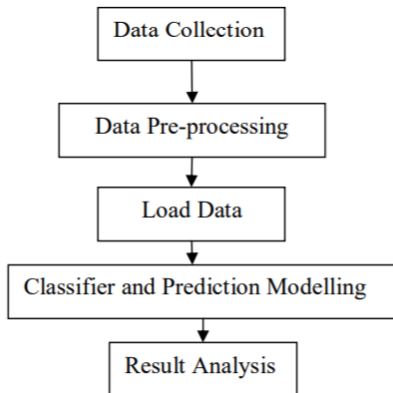 Data Collection
Data Pre-processing
Load Data
Classifier and Prediction Modelling
Result Analysis